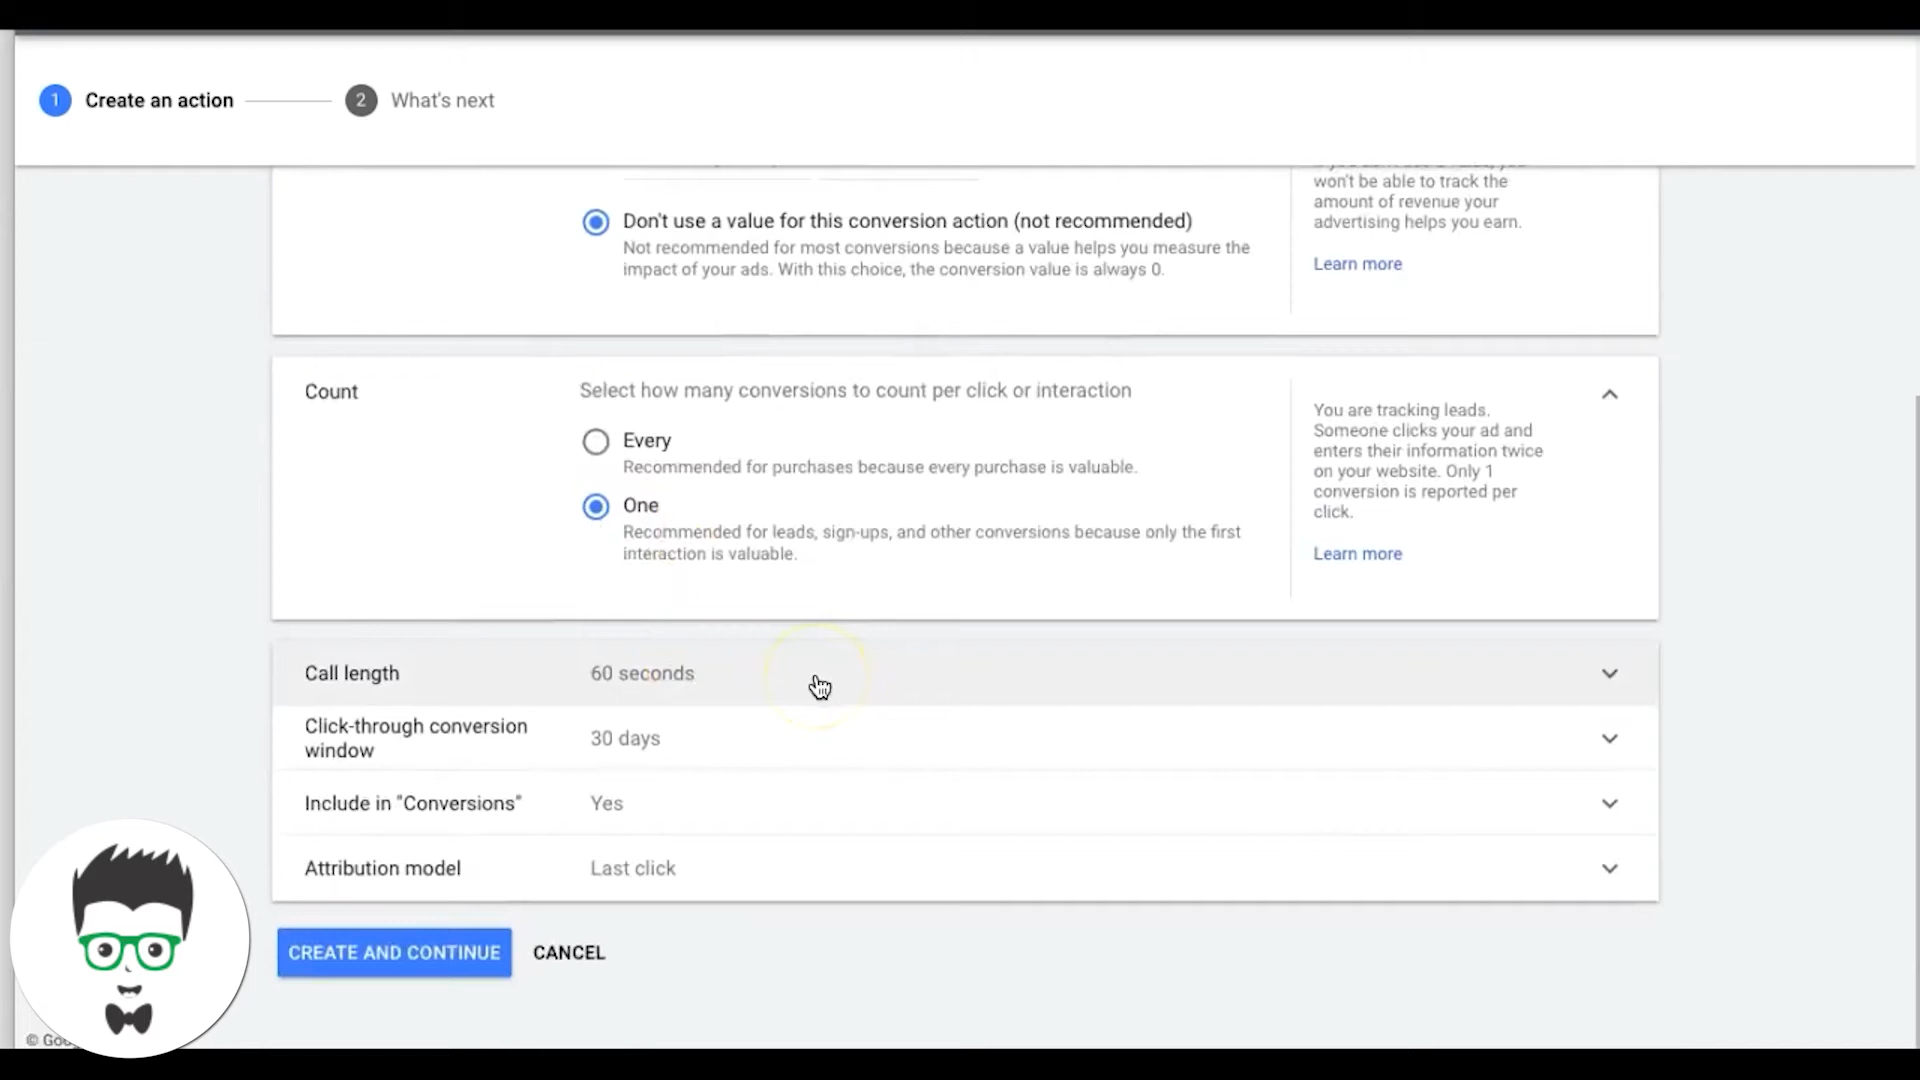 1 Create an action
2 What's next
won't be able to track the
amount of revenue your
advertising helps you earn.
Learn more
Don't use a value for this conversion action (not recommended)
Not recommended for most conversions because a value helps you measure the
impact of your ads. With this choice, the conversion value is always 0.
Count
Select how many conversions to count per click or interaction
Every
Recommended for purchases because every purchase is valuable.
One
Recommended for leads, sign-ups, and other conversions because only the first
interaction is valuable.
You are tracking leads.
Someone clicks your ad and
enters their information twice
on your website. Only 1
conversion is reported per
click.
Learn more
Call length
60 seconds
Click-through conversion
window
30 days
Include in "Conversions"
Yes
Attribution model
Last click
CREATE AND CONTINUE
CANCEL
©